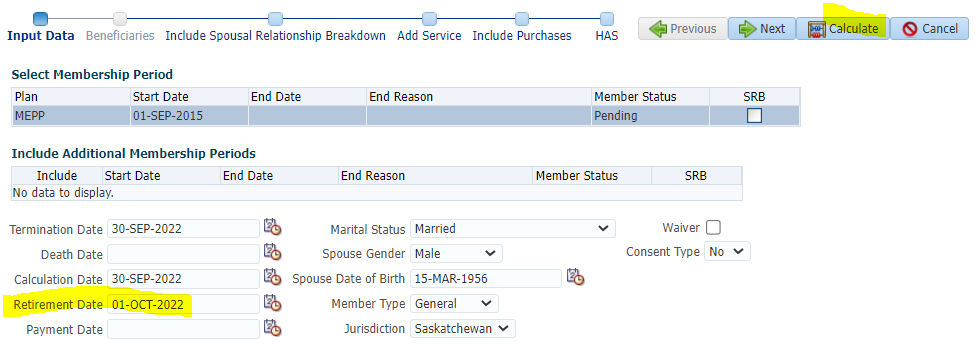 Input Data Beneficiaries Include Spousal Relationship Breakdown Add Service Include Purchases HAS Previous Next Calculate Cancel
Select Membership Period
Plan Start Date End Date End Reason Member Status SRB
MEPP 01-SEP-2015 Pending
Include Additional Membership Periods
Include Start Date End Date End Reason Member Status SRB
No data to display.
Termination Date 30-SEP-2022 Marital Status Married Waiver
Death Date Spouse Gender Male Consent Type No
Calculation Date 30-SEP-2022 Spouse Date of Birth 15-MAR-1956
Retirement Date 01-OCT-2022 Member Type General
Payment Date Jurisdiction Saskatchewan